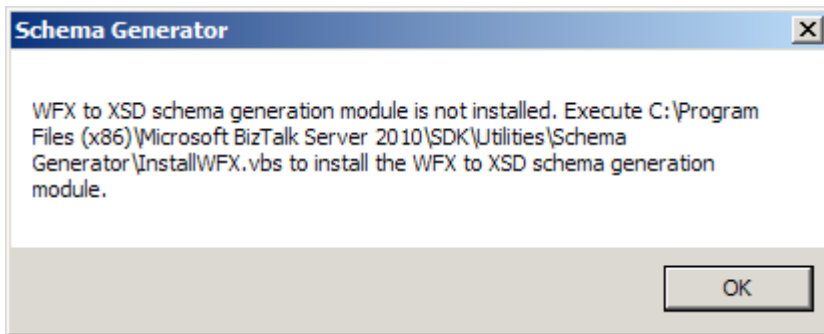 Schema Generator
WFX to XSD schema generation module is not installed. Execute C:\Program
Files (x86)\Microsoft BizTalk Server 2010\SDK\Utilities\Schema
Generator\InstallWFX.vbs to install the WFX to XSD schema generation
module.
OK